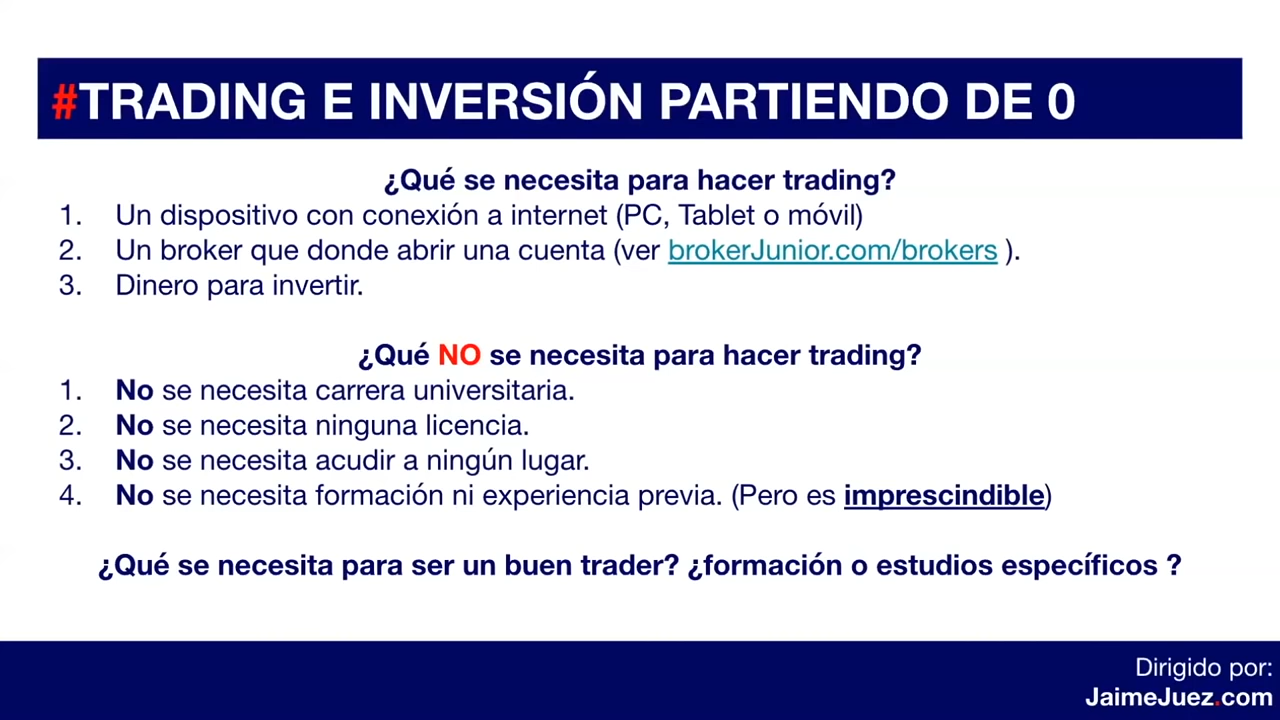 #TRADING E INVERSIÓN PARTIENDO DE 0
¿Qué se necesita para hacer trading?
1. Un dispositivo con conexión a internet (PC, Tablet o móvil)
2. Un broker que donde abrir una cuenta (ver brokerJunior.com/brokers ).
3. Dinero para invertir.
¿Qué NO se necesita para hacer trading?
1. No se necesita carrera universitaria.
2. No se necesita ninguna licencia.
3. No se necesita acudir a ningún lugar.
4. No se necesita formación ni experiencia previa. (Pero es imprescindible)
¿Qué se necesita para ser un buen trader? ¿formación o estudios específicos ?
Dirigido por:
JaimeJuez.com